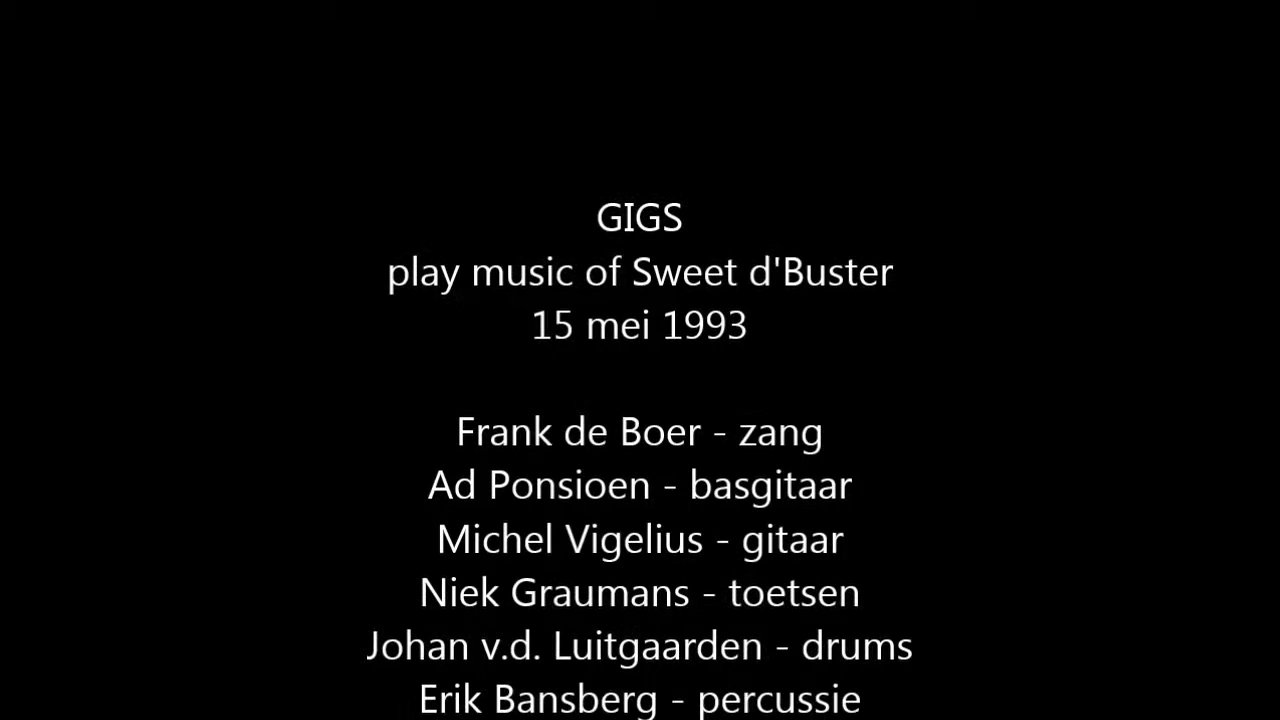 GIGS
play music of Sweet d'Buster
15 mei 1993
Frank de Boer - zang
Ad Ponsioen - basgitaar
Michel Vigelius - gitaar
Niek Graumans - toetsen
Johan v.d. Luitgaarden - drums
Erik Bansberg - percussie